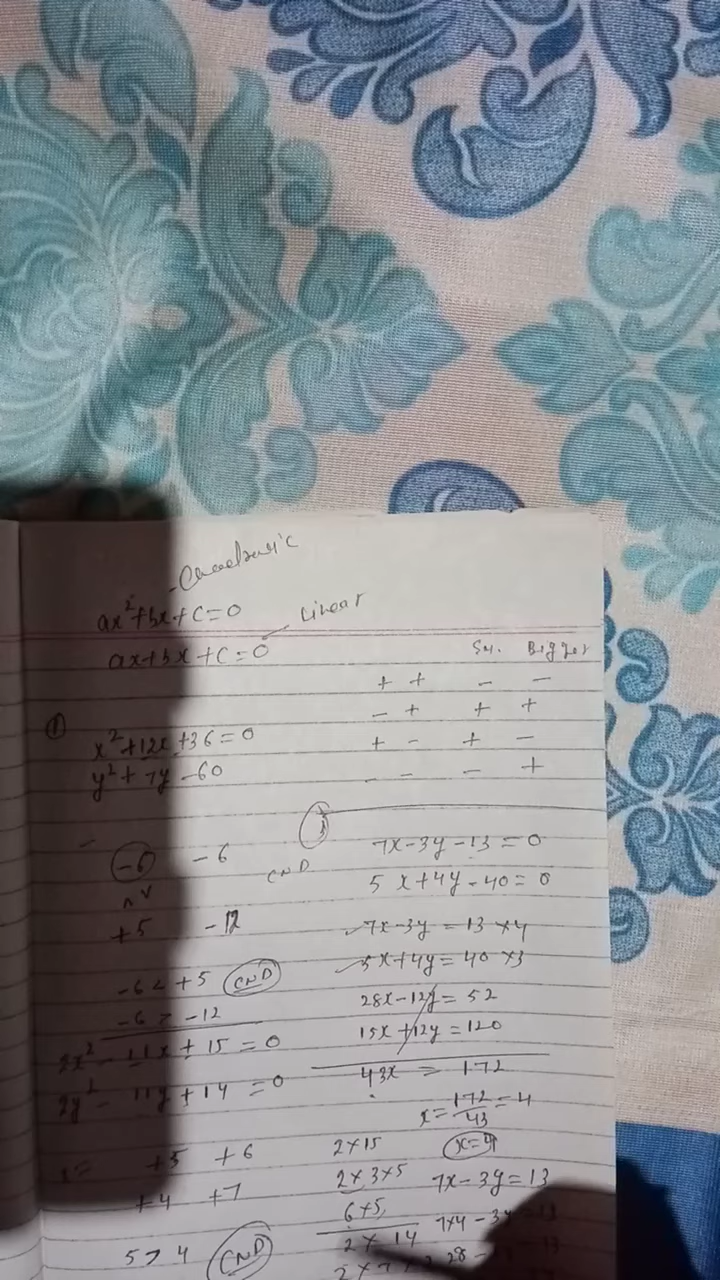 ax²+bx+c=0
Linear
ax+bx+c=0
Sm. Bigger
+ + - -
- + + +
+ - + -
- - - +
①
x²+12x+36=0
y²+7y-60
-6 -6
+5 -12
-6 < +5 CND
-6 > -12
2x²-11x+15=0
2y²-11y+14=0
+5 +6
+4 +7
5>4 CND
CND
7x-3y-13=0
5x+4y-40=0
7x-3y=13 ×4
5x+4y=40 ×3
28x-12y=52
15x+12y=120
43x = 172
x=172/43=4
x=4
2×15
2×3×5
6+5
2×14
7x-3y=13